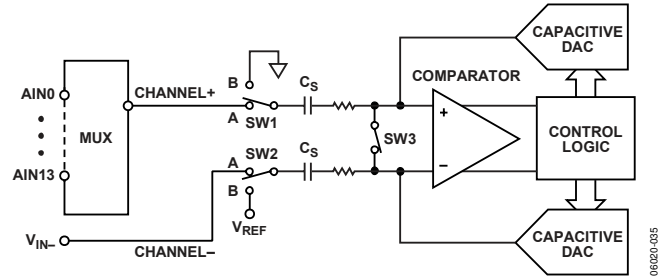 CAPACITIVE
DAC
B
CS
COMPARATOR
AIN0
CHANNEL+
A
SW1
+
MUX
SW3
CONTROL
LOGIC
A
SW2
CS
–
AIN13
B
VIN–
VREF
CHANNEL–
CAPACITIVE
DAC
06020-035